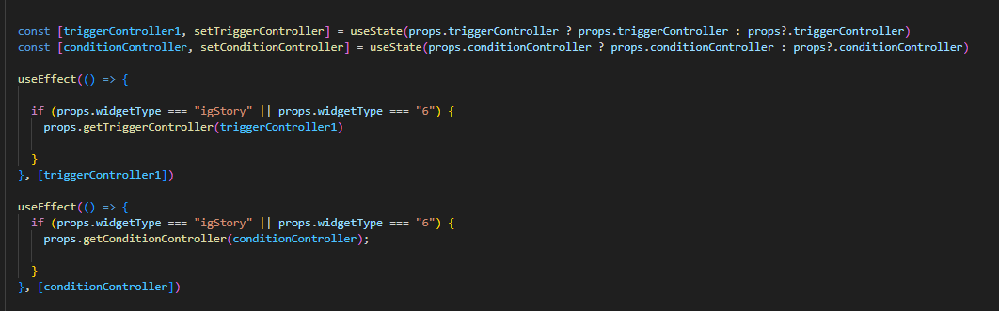 const [triggerController1, setTriggerController] = useState(props.triggerController ? props.triggerController : props?.triggerController)
const [conditionController, setConditionController] = useState(props.conditionController ? props.conditionController : props?.conditionController)
useEffect(() => {
if (props.widgetType === "igStory" || props.widgetType === "6") {
props.getTriggerController(triggerController1)
}
}, [triggerController1])
useEffect(() => {
if (props.widgetType === "igStory" || props.widgetType === "6") {
props.getConditionController(conditionController);
}
}, [conditionController])